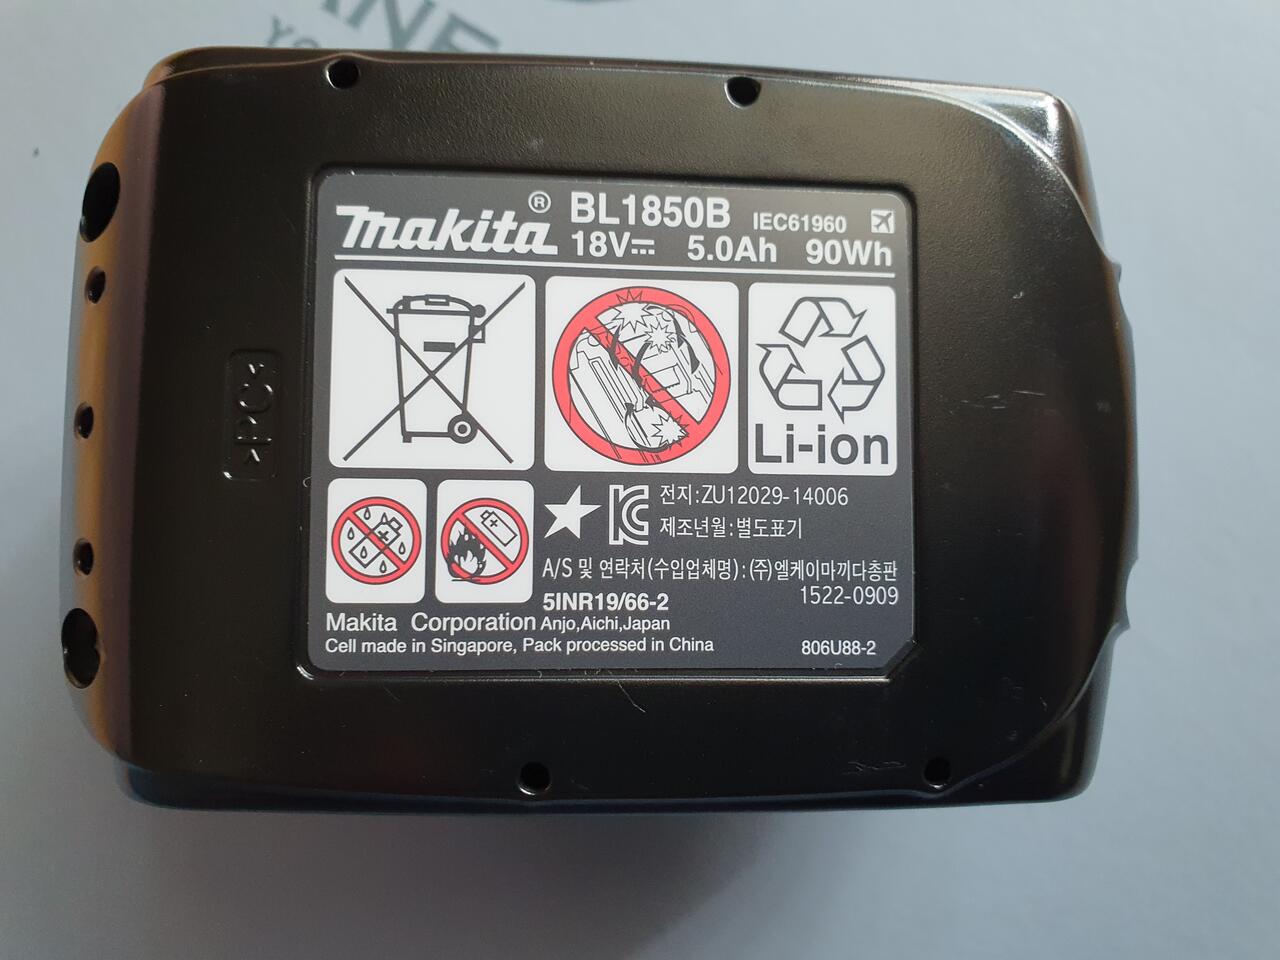 makita® BL1850B IEC61960
18V⎓ 5.0Ah 90Wh
Li-ion
전지:ZU12029-14006
제조년월:별도표기
A/S 및 연락처(수입업체명):(주)엘케이마끼다총판
1522-0909
5INR19/66-2
Makita Corporation Anjo,Aichi,Japan
Cell made in Singapore, Pack processed in China
806U88-2
>PC<